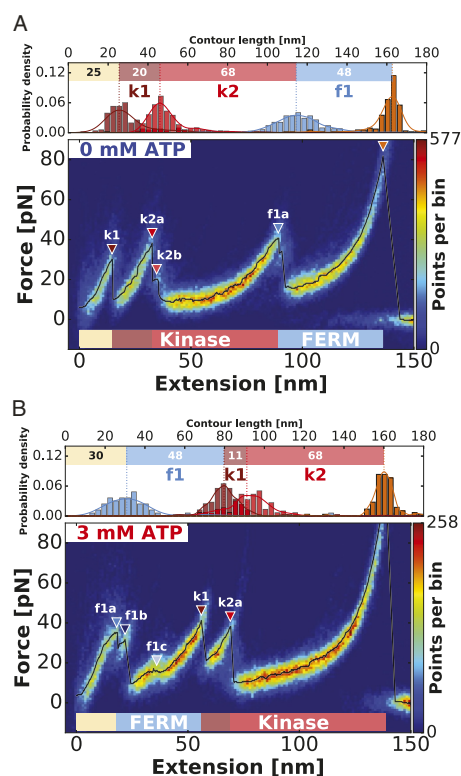 A
Contour length [nm]
0 20 40 60 80 100 120 140 160 180
Probability density
0.12
0.06
0.00
25 20 68 48
k1 k2 f1
577
0 mM ATP
Force [pN]
80
60
40
20
0
k1 k2a k2b f1a
Kinase FERM
0 50 100 150
Extension [nm]
Points per bin
0
B
Contour length [nm]
0 20 40 60 80 100 120 140 160 180
Probability density
0.12
0.06
0.00
30 48 11 68
f1 k1 k2
258
3 mM ATP
Force [pN]
80
60
40
20
0
f1a f1b f1c k1 k2a
FERM Kinase
0 50 100 150
Extension [nm]
Points per bin
0